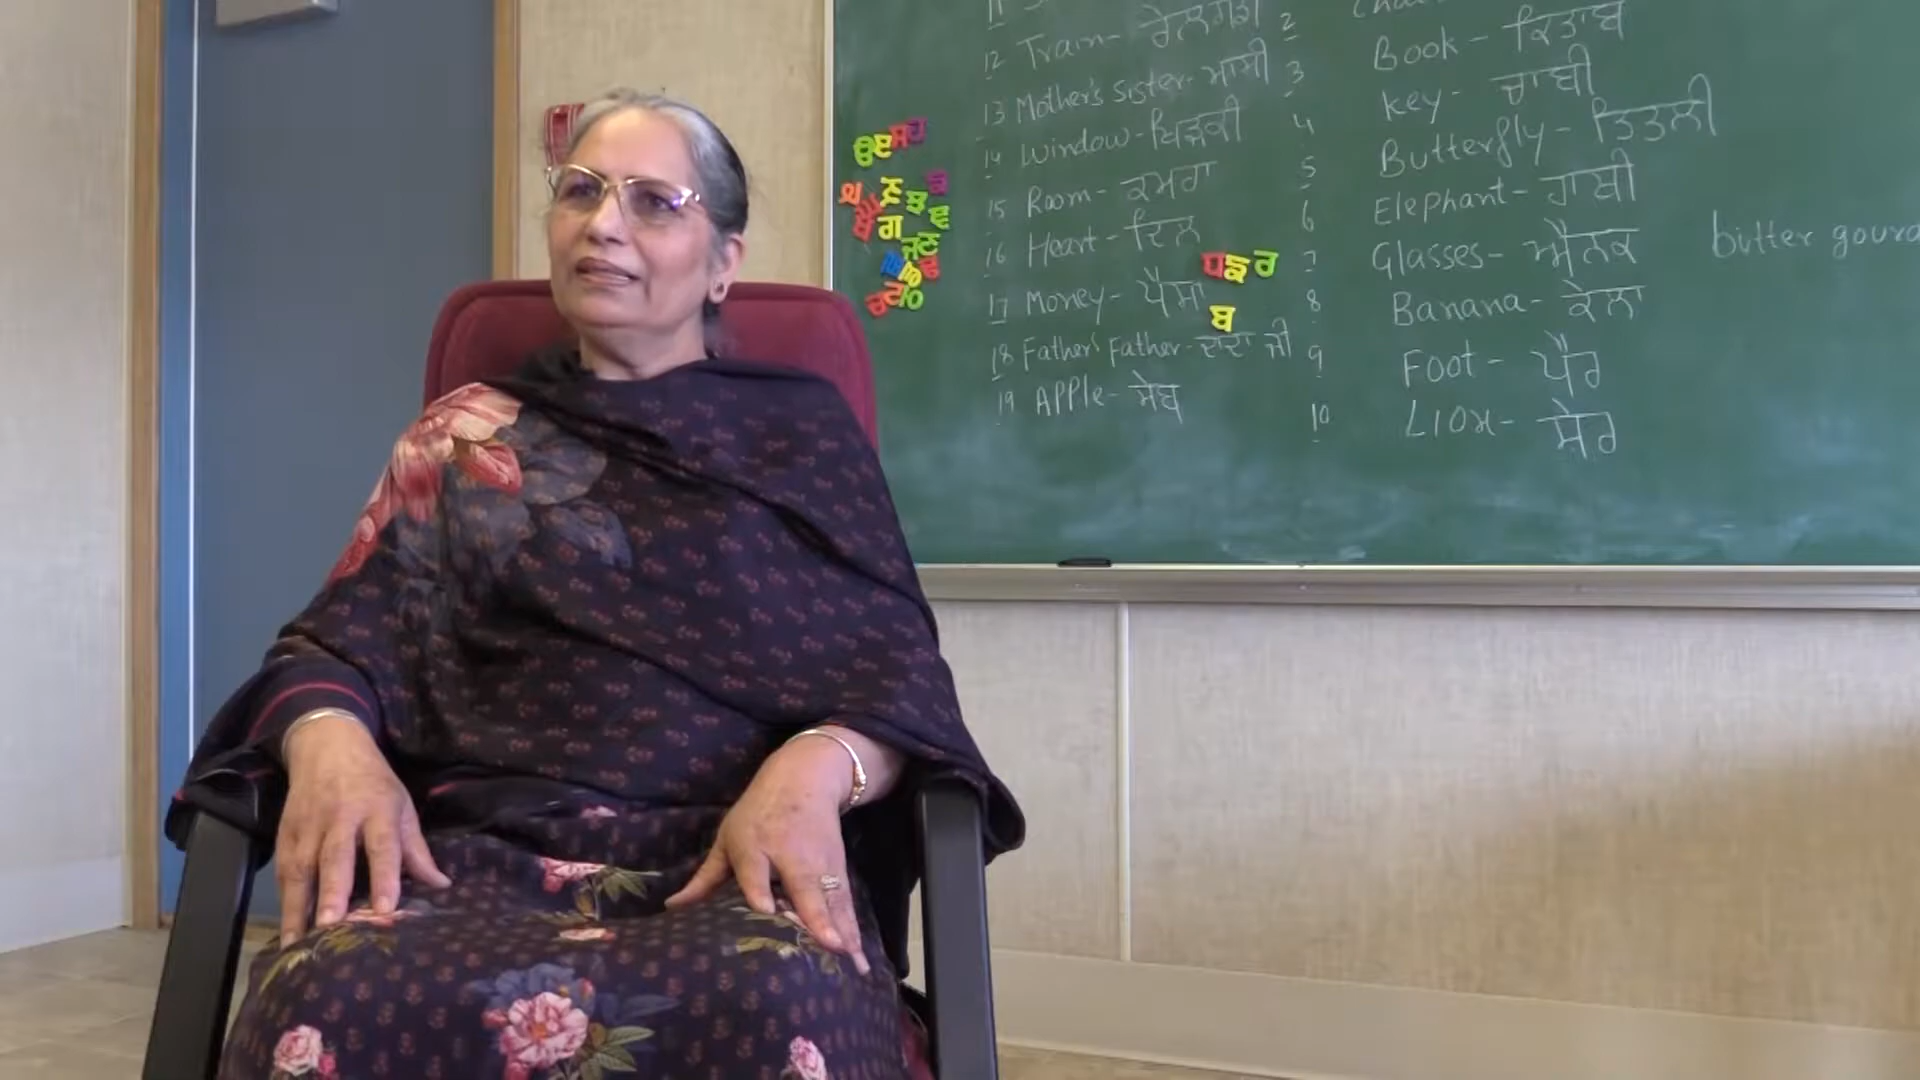 12 Train- ਰੇਲਗੱਡੀ
13 Mother's sister- ਮਾਸੀ
14 Window- ਖਿੜਕੀ
15 Room- ਕਮਰਾ
16 Heart- ਦਿਲ
17 Money- ਪੈਸਾ
18 Father's Father- ਦਾਦਾ ਜੀ
19 APPle- ਸੇਬ
2 Book- ਕਿਤਾਬ
3 key- ਚਾਬੀ
4 Butterfly- ਤਿਤਲੀ
5 Elephant- ਹਾਥੀ
6 Glasses- ਐਨਕ
7 Banana- ਕੇਲਾ
8
9 Foot- ਪੈਰ
10 LION- ਸ਼ੇਰ
bitter gourd
ੳੲਸਹ
ਪੜਰ
ਬ